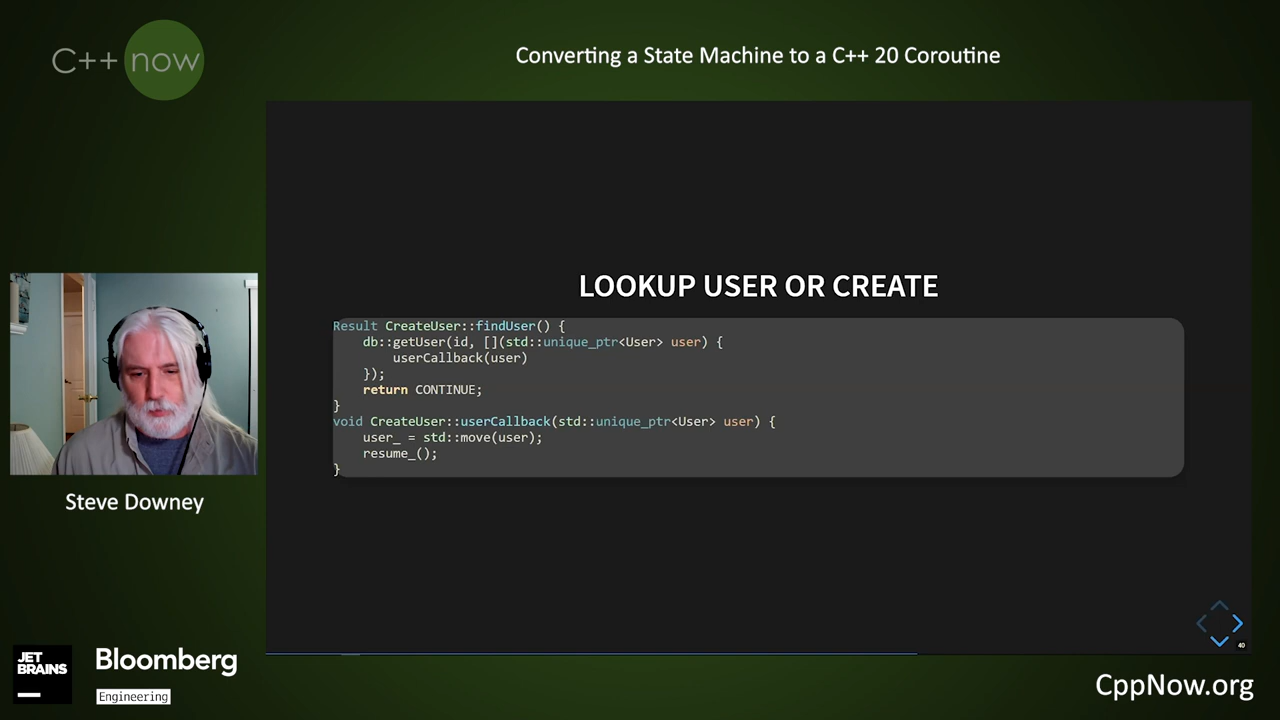 C++ now
Converting a State Machine to a C++ 20 Coroutine
LOOKUP USER OR CREATE
Result CreateUser::findUser() {
    db::getUser(id, [](std::unique_ptr<User> user) {
        userCallback(user)
    });
    return CONTINUE;
}
void CreateUser::userCallback(std::unique_ptr<User> user) {
    user_ = std::move(user);
    resume_();
}
Steve Downey
40
JET
BRAINS
Bloomberg
Engineering
CppNow.org